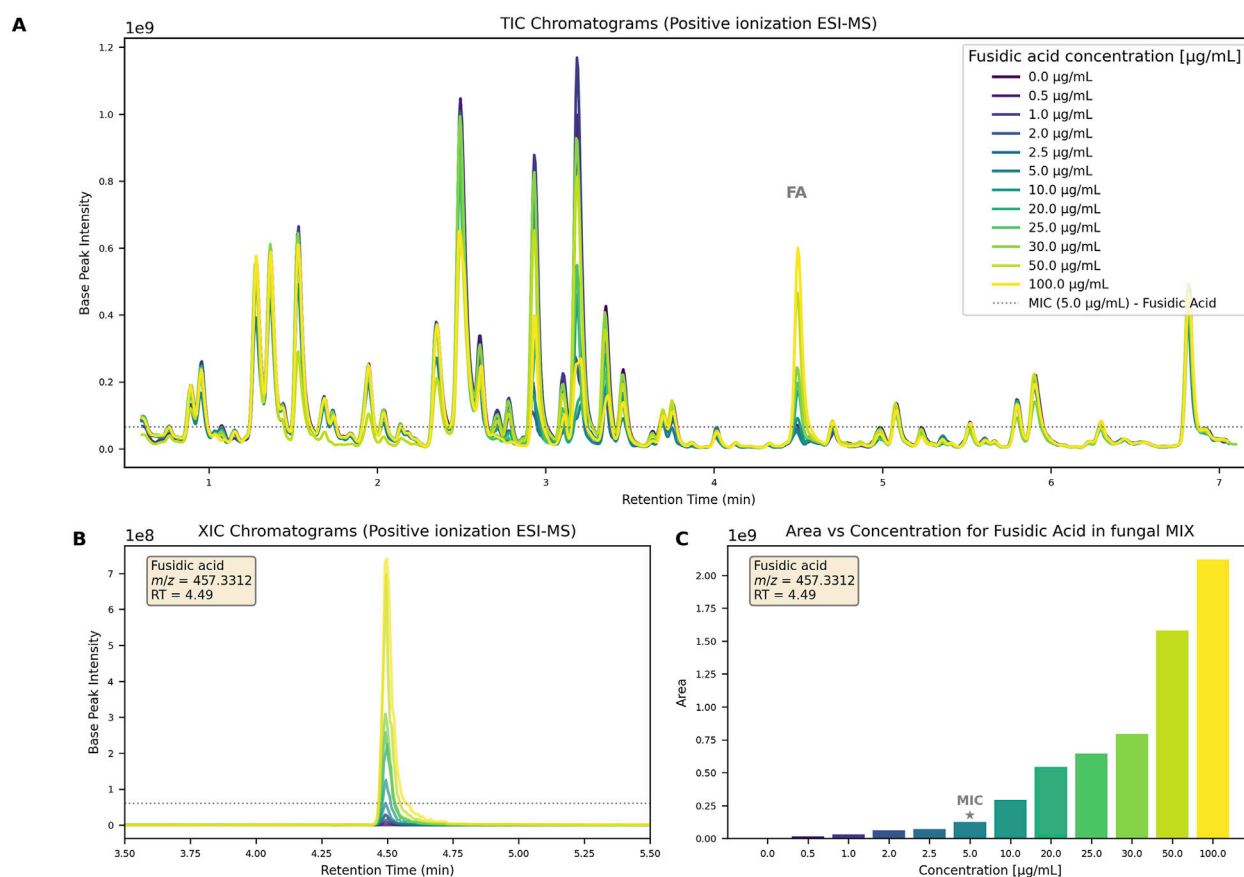 A
TIC Chromatograms (Positive ionization ESI-MS)
1e9
Base Peak Intensity
1.2
1.0
0.8
0.6
0.4
0.2
0.0
FA
Fusidic acid concentration [μg/mL]
0.0 μg/mL
0.5 μg/mL
1.0 μg/mL
2.0 μg/mL
2.5 μg/mL
5.0 μg/mL
10.0 μg/mL
20.0 μg/mL
25.0 μg/mL
30.0 μg/mL
50.0 μg/mL
100.0 μg/mL
MIC (5.0 μg/mL) - Fusidic Acid
1 2 3 4 5 6 7
Retention Time (min)
B
XIC Chromatograms (Positive ionization ESI-MS)
1e8
Fusidic acid
m/z = 457.3312
RT = 4.49
Base Peak Intensity
7
6
5
4
3
2
1
0
3.50 4.00 4.25 4.50 4.75 5.00 5.25 5.50
Retention Time (min)
C
Area vs Concentration for Fusidic Acid in fungal MIX
1e9
Fusidic acid
m/z = 457.3312
RT = 4.49
Area
2.00
1.75
1.50
1.25
1.00
0.75
0.50
0.25
0.00
MIC
0.0 0.5 1.0 2.0 2.5 5.0 10.0 20.0 25.0 30.0 50.0 100.0
Concentration [μg/mL]